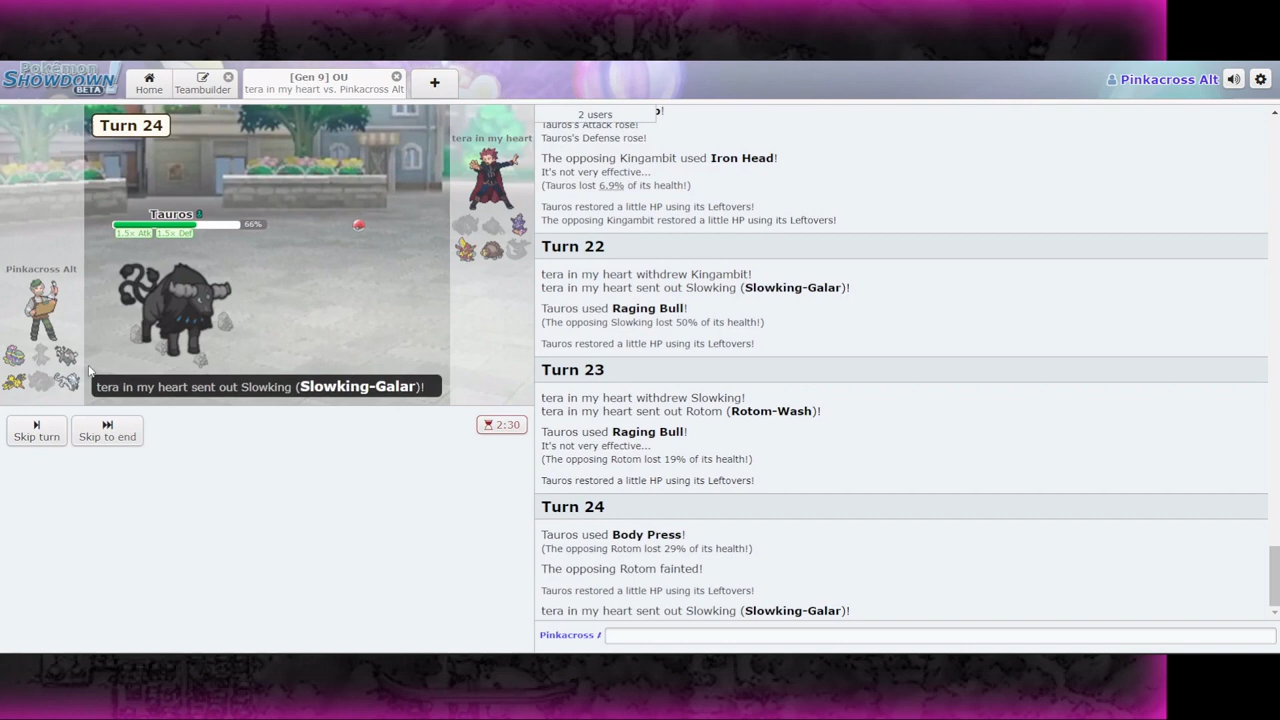 Pokémon
SHOWDOWN
BETA
Home
Teambuilder
[Gen 9] OU
tera in my heart vs. Pinkacross Alt
+
Pinkacross Alt
Turn 24
tera in my heart
Tauros
66%
1.5× Atk 1.5× Def
Pinkacross Alt
tera in my heart sent out Slowking (Slowking-Galar)!
Skip turn
Skip to end
2:30
2 users
Tauros's Attack rose!
Tauros's Defense rose!
The opposing Kingambit used Iron Head!
It's not very effective...
(Tauros lost 6.9% of its health!)
Tauros restored a little HP using its Leftovers!
The opposing Kingambit restored a little HP using its Leftovers!
Turn 22
tera in my heart withdrew Kingambit!
tera in my heart sent out Slowking (Slowking-Galar)!
Tauros used Raging Bull!
(The opposing Slowking lost 50% of its health!)
Tauros restored a little HP using its Leftovers!
Turn 23
tera in my heart withdrew Slowking!
tera in my heart sent out Rotom (Rotom-Wash)!
Tauros used Raging Bull!
It's not very effective...
(The opposing Rotom lost 19% of its health!)
Tauros restored a little HP using its Leftovers!
Turn 24
Tauros used Body Press!
(The opposing Rotom lost 29% of its health!)
The opposing Rotom fainted!
Tauros restored a little HP using its Leftovers!
tera in my heart sent out Slowking (Slowking-Galar)!
Pinkacross